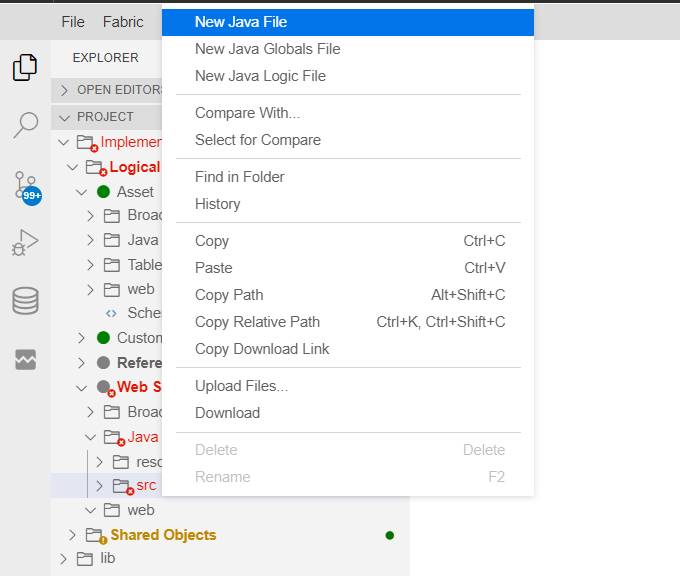 File Fabric
EXPLORER
OPEN EDITORS
PROJECT
Implemen
Logical
Asset
Broad
Java
Table
web
Scher
Custom
Refere
Web S
Broad
Java
reso
src
web
Shared Objects
lib
99+
New Java File
New Java Globals File
New Java Logic File
Compare With...
Select for Compare
Find in Folder
History
Copy Ctrl+C
Paste Ctrl+V
Copy Path Alt+Shift+C
Copy Relative Path Ctrl+K, Ctrl+Shift+C
Copy Download Link
Upload Files...
Download
Delete Delete
Rename F2